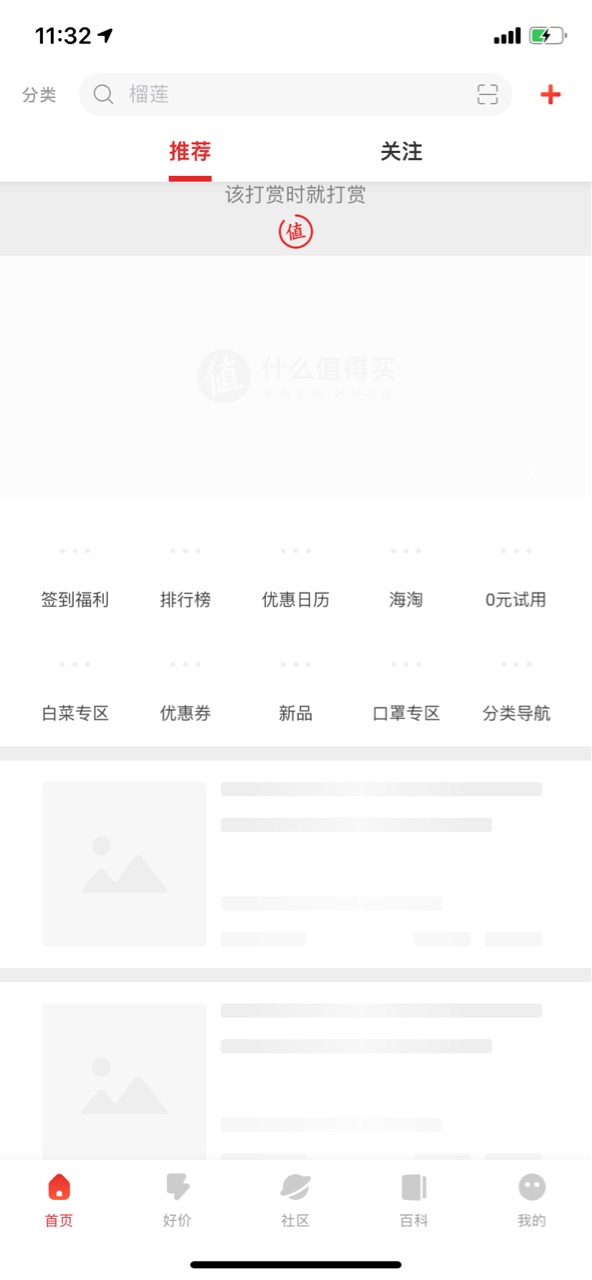 11:32
分类
榴莲
推荐
关注
该打赏时就打赏
值
值 什么值得买
签到福利
排行榜
优惠日历
海淘
0元试用
白菜专区
优惠券
新品
口罩专区
分类导航
首页
好价
社区
百科
我的